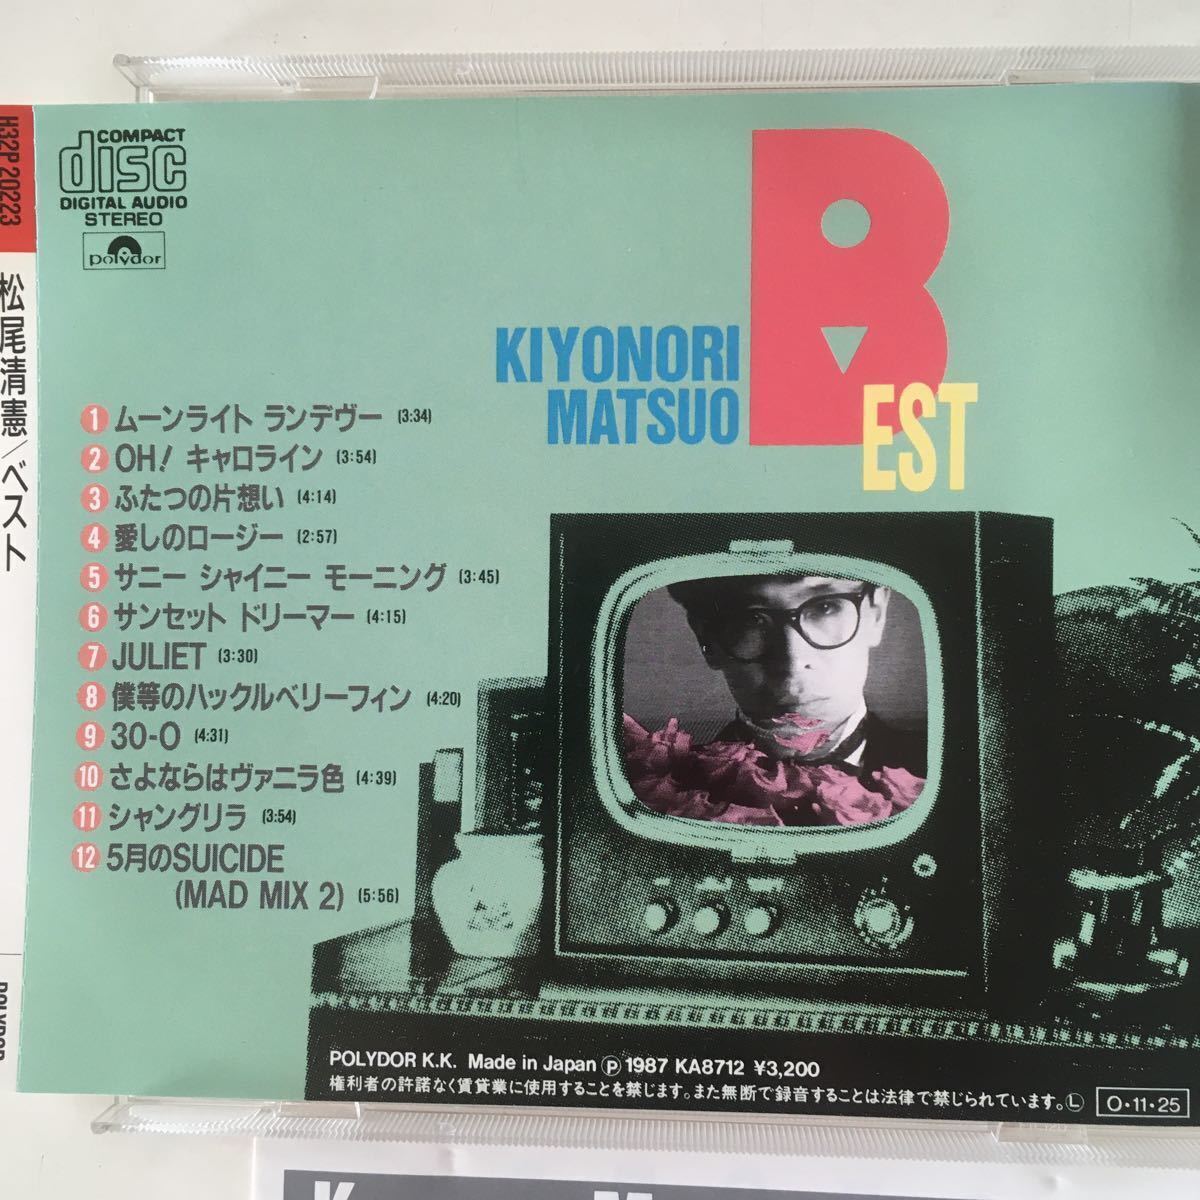 H32P 20223
松尾清憲/ベスト
POLYDOR
COMPACT
disc
DIGITAL AUDIO
STEREO
polydor
KIYONORI
MATSUO
BEST
1 ムーンライト ランデヴー (3:34)
2 OH! キャロライン (3:54)
3 ふたつの片想い (4:14)
4 愛しのロージー (2:57)
5 サニー シャイニー モーニング (3:45)
6 サンセット ドリーマー (4:15)
7 JULIET (3:30)
8 僕等のハックルベリーフィン (4:20)
9 30-O (4:31)
10 さよならはヴァニラ色 (4:39)
11 シャングリラ (3:54)
12 5月のSUICIDE
(MAD MIX 2) (5:56)
POLYDOR K.K. Made in Japan Ⓟ 1987 KA8712 ¥3,200
権利者の許諾なく賃貸業に使用することを禁じます。また無断で録音することは法律で禁じられています。Ⓛ
O・11・25